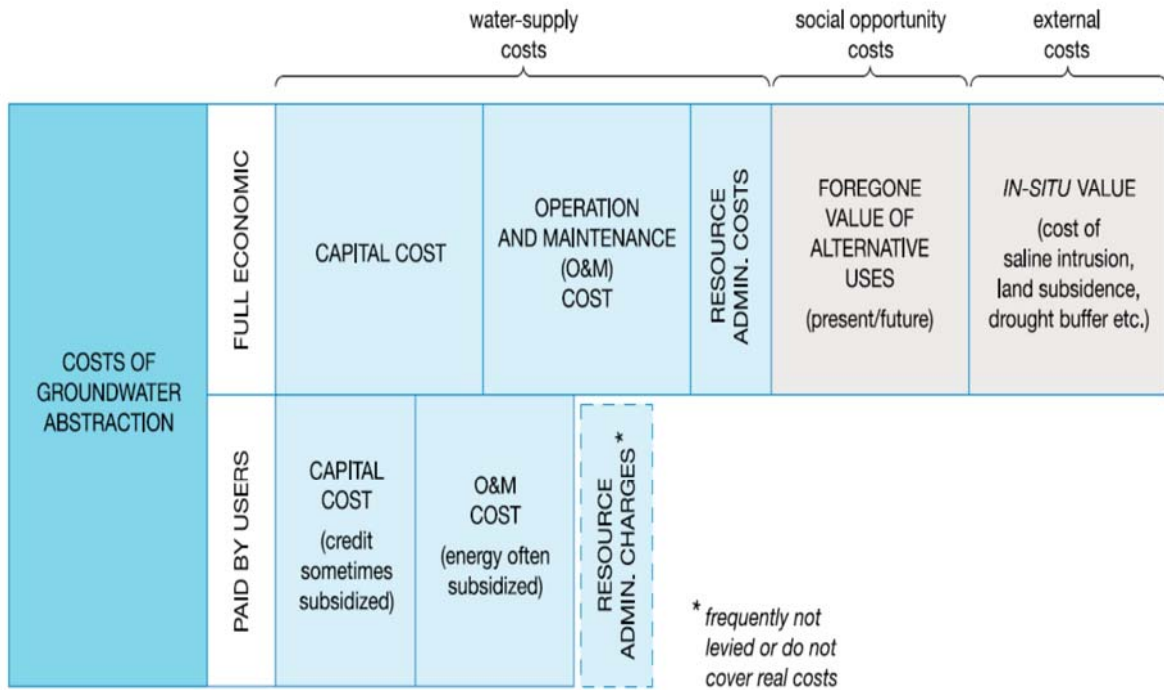 water-supply
costs
social opportunity
costs
external
costs
COSTS OF
GROUNDWATER
ABSTRACTION
FULL ECONOMIC
CAPITAL COST
OPERATION
AND MAINTENANCE
(O&M)
COST
RESOURCE
ADMIN. COSTS
FOREGONE
VALUE OF
ALTERNATIVE
USES
(present/future)
IN-SITU VALUE
(cost of
saline intrusion,
land subsidence,
drought buffer etc.)
PAID BY USERS
CAPITAL
COST
(credit
sometimes
subsidized)
O&M
COST
(energy often
subsidized)
RESOURCE
ADMIN. CHARGES*
* frequently not
levied or do not
cover real costs